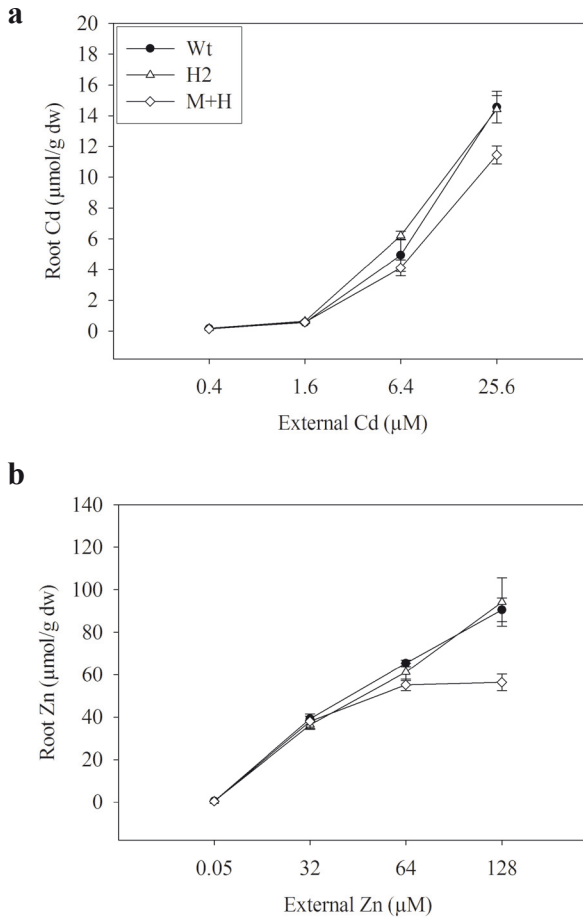 a
Root Cd (µmol/g dw)
20
18
16
14
12
10
8
6
4
2
0
Wt
H2
M+H
0.4 1.6 6.4 25.6
External Cd (µM)
b
Root Zn (µmol/g dw)
140
120
100
80
60
40
20
0
0.05 32 64 128
External Zn (µM)